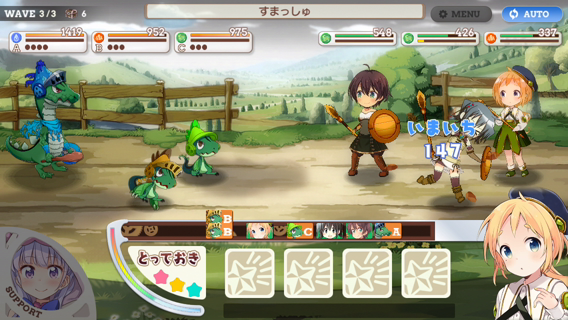 WAVE 3/3 6
すまっしゅ
MENU
AUTO
1419
952
975
548
426
337
A
B
C
いまいち
147
B
B
C
A
とっておき
SUPPORT